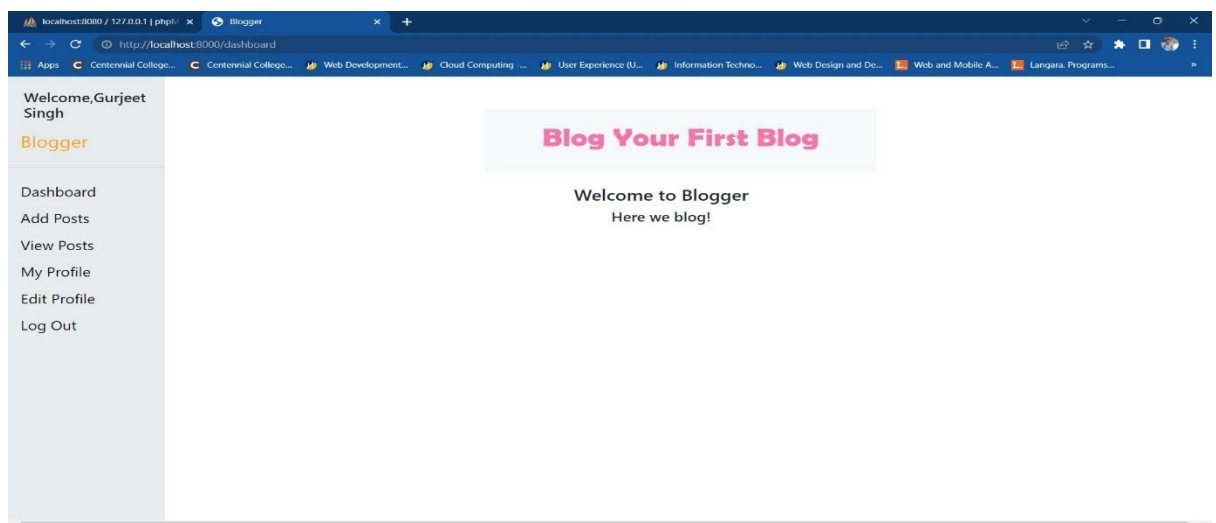 localhost:8080 / 127.0.0.1 | phpM
Blogger
http://localhost:8000/dashboard
Apps
Centennial College...
Centennial College...
Web Development...
Cloud Computing -...
User Experience (U...
Information Techno...
Web Design and De...
Web and Mobile A...
Langara. Programs...
Welcome,Gurjeet
Singh
Blogger
Dashboard
Add Posts
View Posts
My Profile
Edit Profile
Log Out
Blog Your First Blog
Welcome to Blogger
Here we blog!